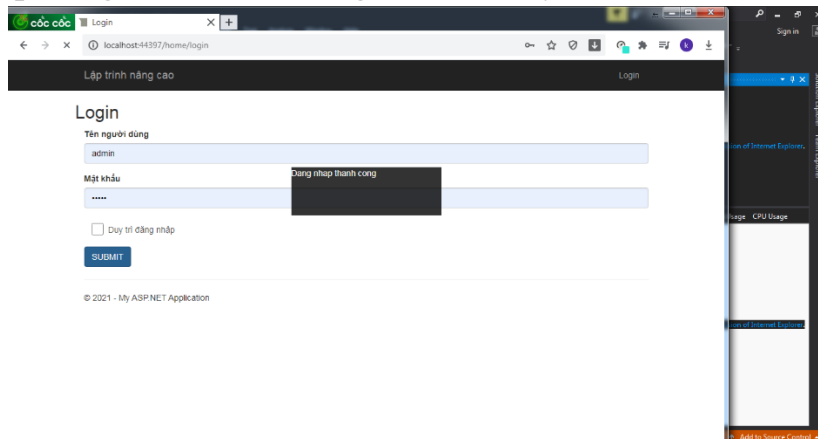 cốc cốc
Login
localhost:44397/home/login
k
Sign in
Lập trình nâng cao
Login
Login
Tên người dùng
admin
ion of Internet Explorer.
Mật khẩu
Dang nhap thanh cong
•••••
Usage CPU Usage
Duy trì đăng nhập
SUBMIT
© 2021 - My ASP.NET Application
ion of Internet Explorer.
Add to Source Control